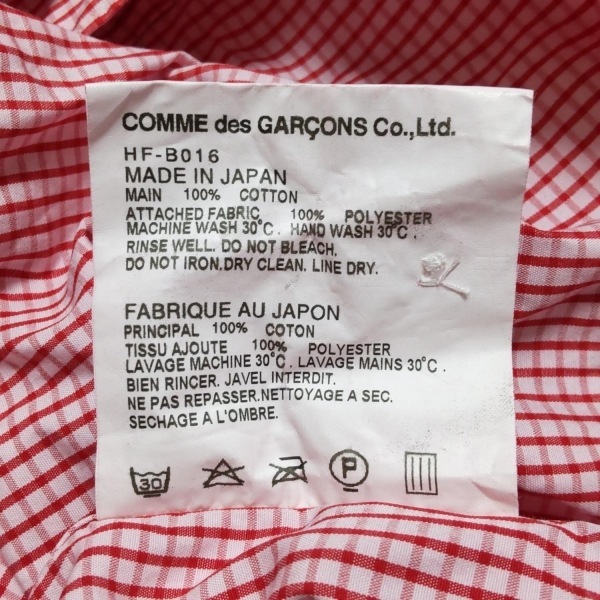 COMME des GARÇONS Co.,Ltd.
HF-B016
MADE IN JAPAN
MAIN 100% COTTON
ATTACHED FABRIC 100% POLYESTER
MACHINE WASH 30°C. HAND WASH 30°C.
RINSE WELL. DO NOT BLEACH.
DO NOT IRON.DRY CLEAN. LINE DRY.
FABRIQUE AU JAPON
PRINCIPAL 100% COTON
TISSU AJOUTE 100% POLYESTER
LAVAGE MACHINE 30°C. LAVAGE MAINS 30°C.
BIEN RINCER. JAVEL INTERDIT.
NE PAS REPASSER.NETTOYAGE A SEC.
SECHAGE A L'OMBRE.
30 P